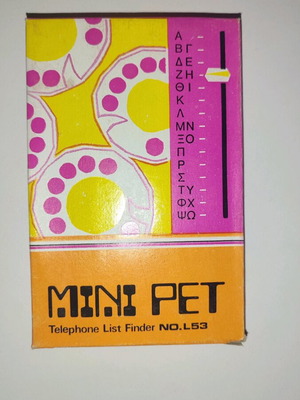 Α
Β Γ
Δ Ε
Ζ Η
Θ Ι
Κ
Λ
Μ Ν
Ξ Ο
Π
Ρ
Σ
Τ Υ
Φ Χ
Ψ Ω
MINI PET
Telephone List Finder NO.L53